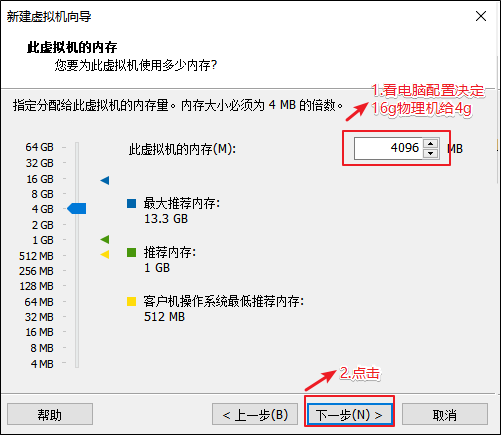 新建虚拟机向导
此虚拟机的内存
您要为此虚拟机使用多少内存?
1.看电脑配置决定
16g物理机给4g
指定分配给此虚拟机的内存量。内存大小必须为 4 MB 的倍数。
此虚拟机的内存(M):
4096
MB
64 GB
32 GB
16 GB
8 GB
4 GB
2 GB
1 GB
512 MB
256 MB
128 MB
64 MB
32 MB
16 MB
8 MB
4 MB
最大推荐内存:
13.3 GB
推荐内存:
1 GB
客户机操作系统最低推荐内存:
512 MB
2.点击
帮助
< 上一步(B)
下一步(N) >
取消